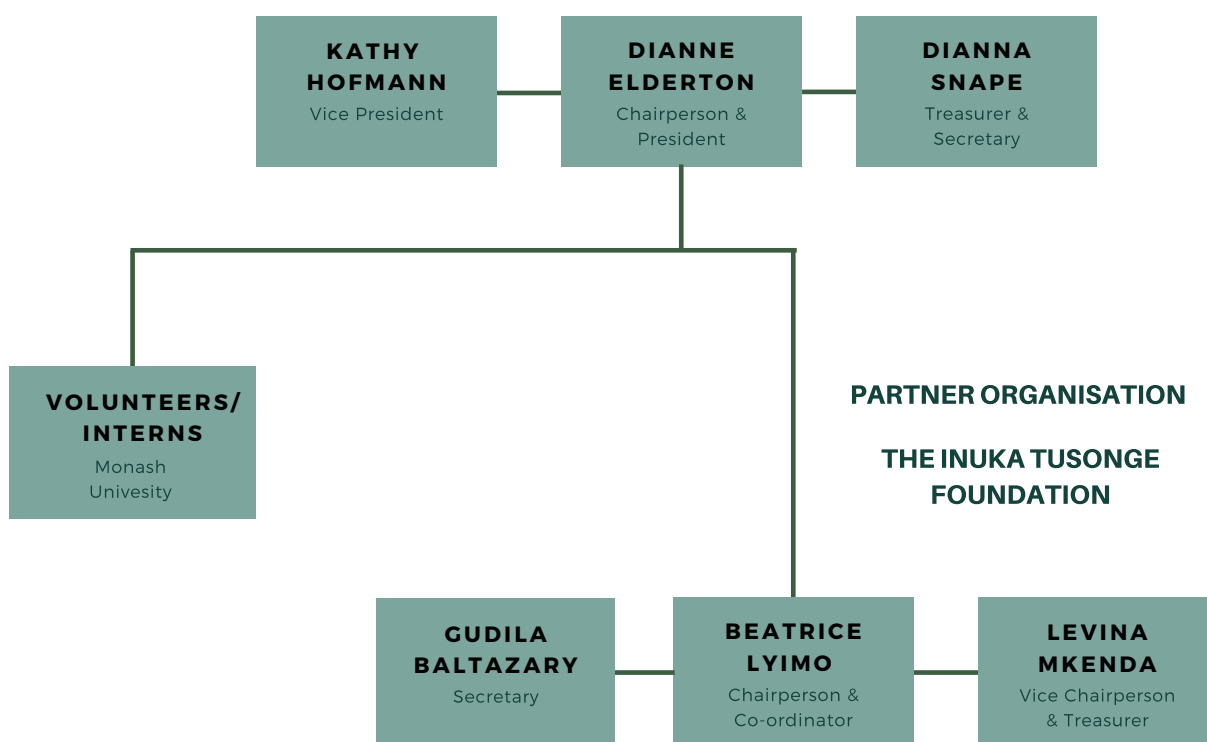 KATHY
HOFMANN
Vice President
DIANNE
ELDERTON
Chairperson &
President
DIANNA
SNAPE
Treasurer &
Secretary
VOLUNTEERS/
INTERNS
Monash
Univesity
PARTNER ORGANISATION
THE INUKA TUSONGE
FOUNDATION
GUDILA
BALTAZARY
Secretary
BEATRICE
LYIMO
Chairperson &
Co-ordinator
LEVINA
MKENDA
Vice Chairperson
& Treasurer